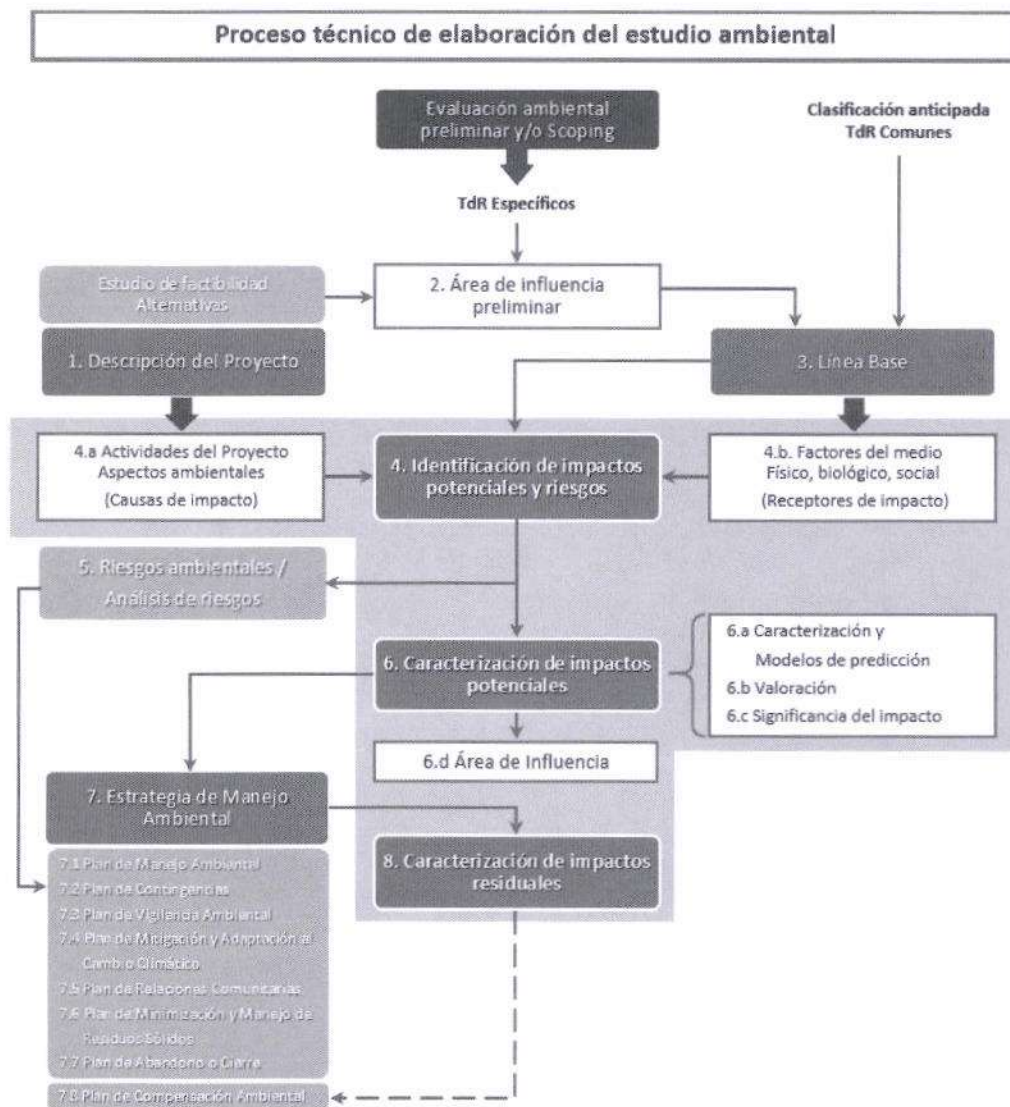 Proceso técnico de elaboración del estudio ambiental
Evaluación ambiental
preliminar y/o Scoping
Clasificación anticipada
TdR Comunes
TdR Específicos
Estudio de factibilidad
Alternativas
2. Área de influencia
preliminar
1. Descripción del Proyecto
3. Línea Base
4.a Actividades del Proyecto
Aspectos ambientales
(Causas de impacto)
4. Identificación de impactos
potenciales y riesgos
4.b. Factores del medio
Físico, biológico, social
(Receptores de impacto)
5. Riesgos ambientales /
Análisis de riesgos
6. Caracterización de impactos
potenciales
6.a Caracterización y
Modelos de predicción
6.b Valoración
6.c Significancia del impacto
6.d Área de Influencia
7. Estrategia de Manejo
Ambiental
8. Caracterización de impactos
residuales
7.1 Plan de Manejo Ambiental
7.2 Plan de Contingencias
7.3 Plan de Vigilancia Ambiental
7.4 Plan de Mitigación y Adaptación al
Cambio Climático
7.5 Plan de Relaciones Comunitarias
7.6 Plan de Minimización y Manejo de
Residuos Sólidos
7.7 Plan de Abandono o Cierre
7.8 Plan de Compensación Ambiental